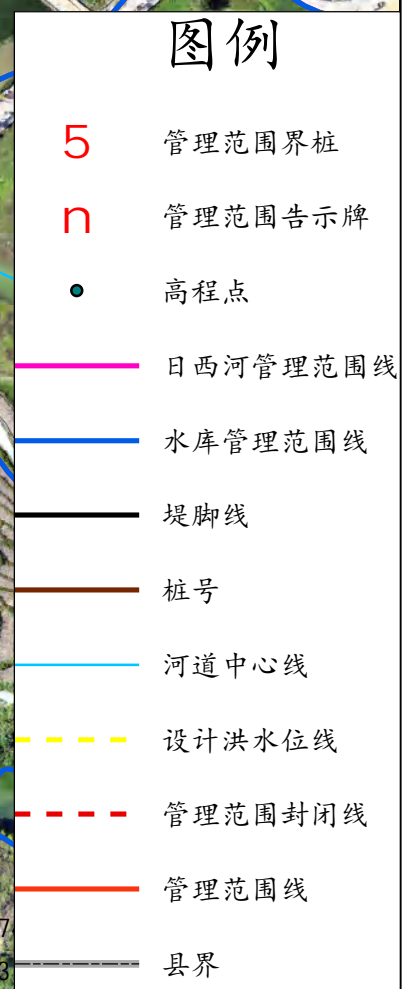 图例
5 管理范围界桩
n 管理范围告示牌
高程点
日西河管理范围线
水库管理范围线
堤脚线
桩号
河道中心线
设计洪水位线
管理范围封闭线
管理范围线
7
3
县界